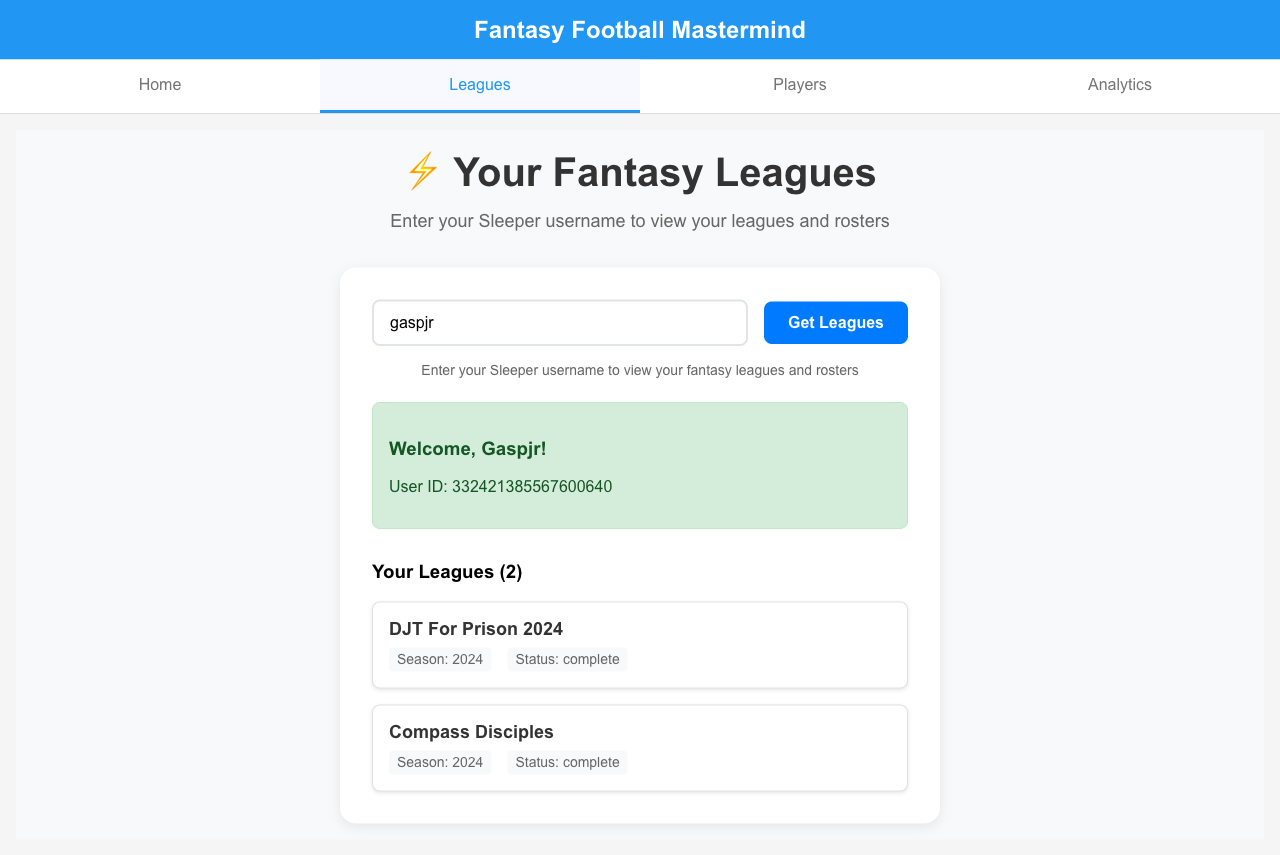 Fantasy Football Mastermind
Home Leagues Players Analytics
⚡ Your Fantasy Leagues
Enter your Sleeper username to view your leagues and rosters
gaspjr Get Leagues
Enter your Sleeper username to view your fantasy leagues and rosters
Welcome, Gaspjr!
User ID: 332421385567600640
Your Leagues (2)
DJT For Prison 2024
Season: 2024 Status: complete
Compass Disciples
Season: 2024 Status: complete